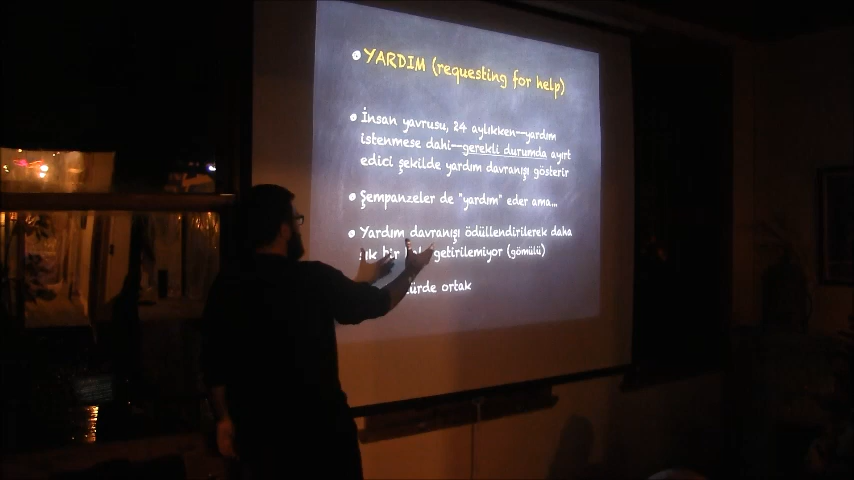 YARDIM (requesting for help)
İnsan yavrusu, 24 aylıkken--yardım
istenmese dahi--gerekli durumda ayırt
edici şekilde yardım davranışı gösterir
Şempanzeler de "yardım" eder ama...
Yardım davranışı ödüllendirilerek daha
bir getirilemiyor (gömülü)
ortak